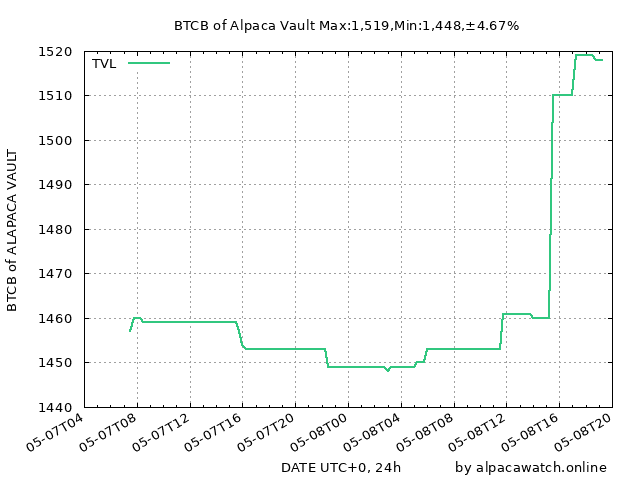 BTCB of Alpaca Vault Max:1,519,Min:1,448,±4.67%
TVL
BTCB of ALAPACA VAULT
1520
1510
1500
1490
1480
1470
1460
1450
1440
05-07T04
05-07T08
05-07T12
05-07T16
05-07T20
05-08T00
05-08T04
05-08T08
05-08T12
05-08T16
05-08T20
DATE UTC+0, 24h
by alpacawatch.online